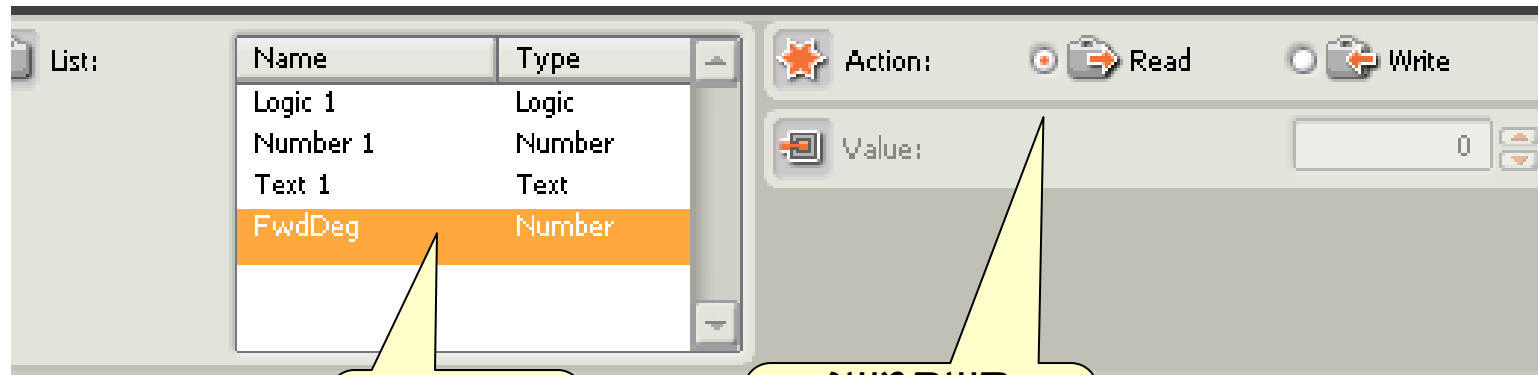 List:
Name Type
Logic 1 Logic
Number 1 Number
Text 1 Text
FwdDeg Number
Action: Read Write
Value: 0